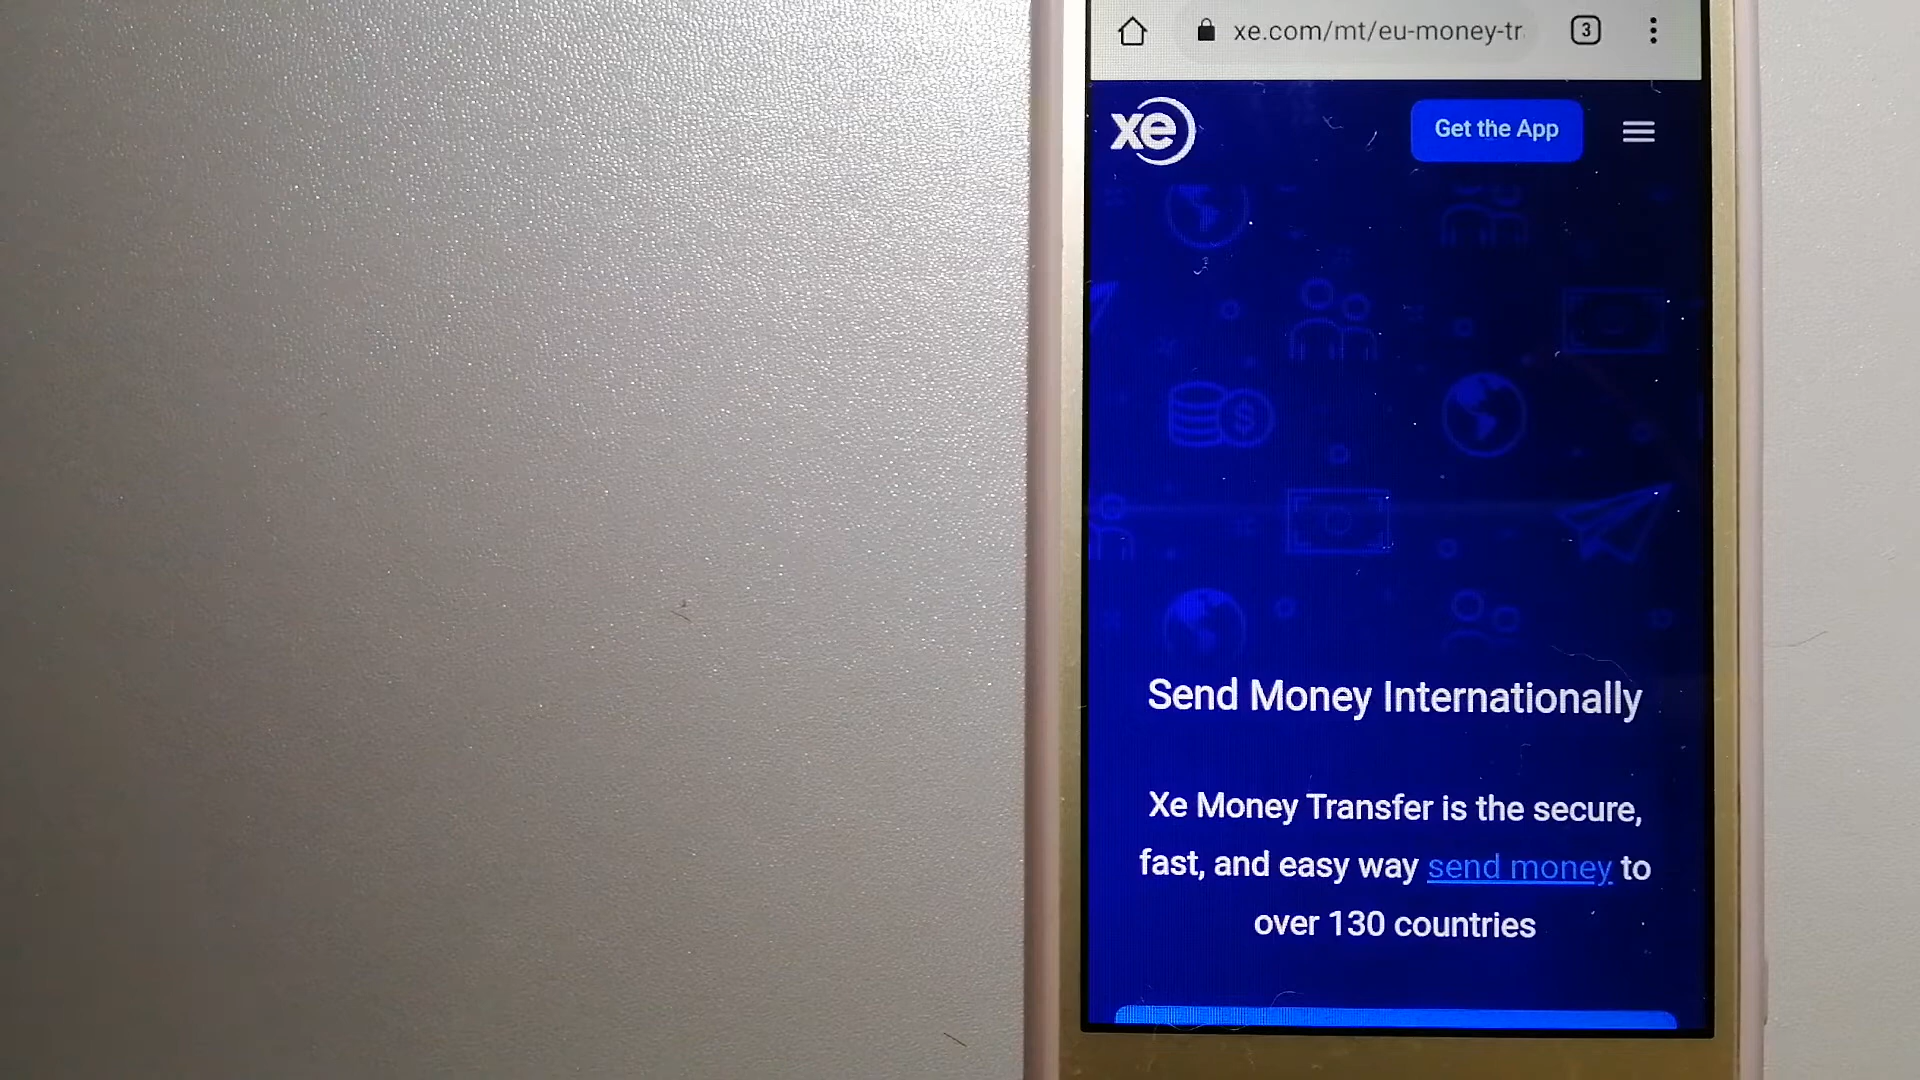 xe.com/mt/eu-money-tr
3
xe
Get the App
$
Send Money Internationally
Xe Money Transfer is the secure,
fast, and easy way send money to
over 130 countries